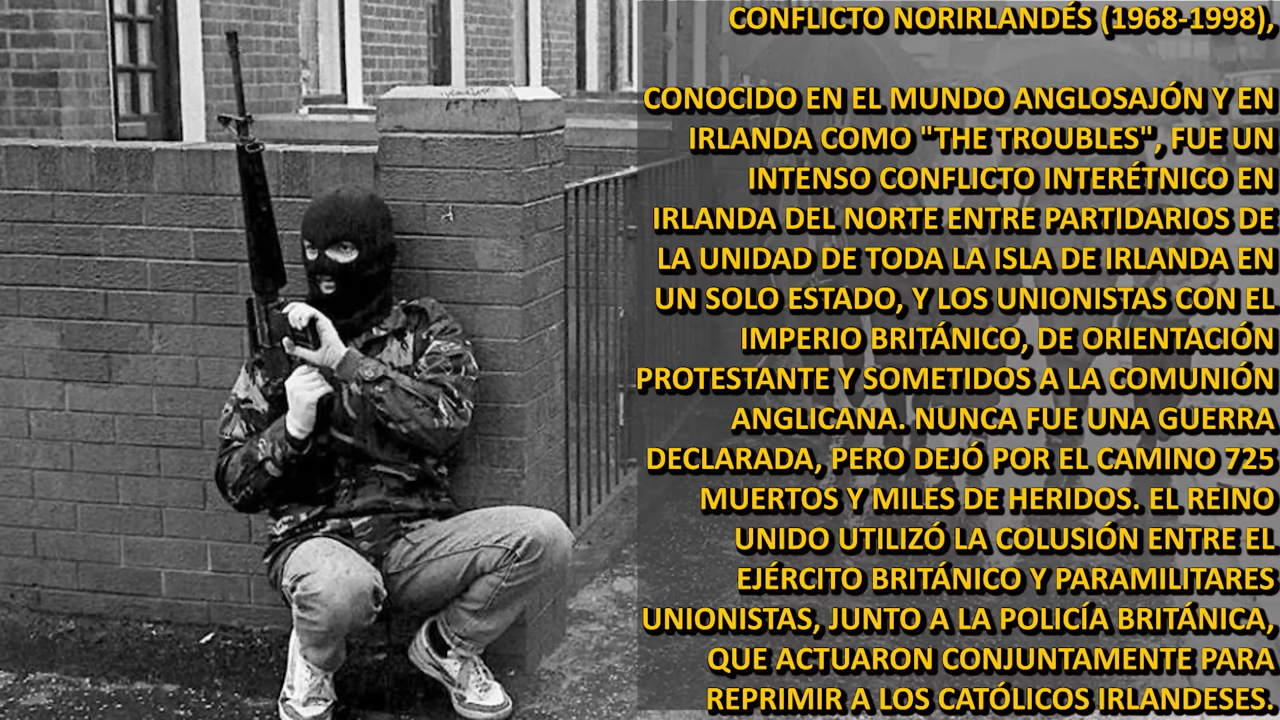 CONFLICTO NORIRLANDÉS (1968-1998),
CONOCIDO EN EL MUNDO ANGLOSAJÓN Y EN
IRLANDA COMO "THE TROUBLES", FUE UN
INTENSO CONFLICTO INTERÉTNICO EN
IRLANDA DEL NORTE ENTRE PARTIDARIOS DE
LA UNIDAD DE TODA LA ISLA DE IRLANDA EN
UN SOLO ESTADO, Y LOS UNIONISTAS CON EL
IMPERIO BRITÁNICO, DE ORIENTACIÓN
PROTESTANTE Y SOMETIDOS A LA COMUNIÓN
ANGLICANA. NUNCA FUE UNA GUERRA
DECLARADA, PERO DEJÓ POR EL CAMINO 725
MUERTOS Y MILES DE HERIDOS. EL REINO
UNIDO UTILIZÓ LA COLUSIÓN ENTRE EL
EJÉRCITO BRITÁNICO Y PARAMILITARES
UNIONISTAS, JUNTO A LA POLICÍA BRITÁNICA,
QUE ACTUARON CONJUNTAMENTE PARA
REPRIMIR A LOS CATÓLICOS IRLANDESES.